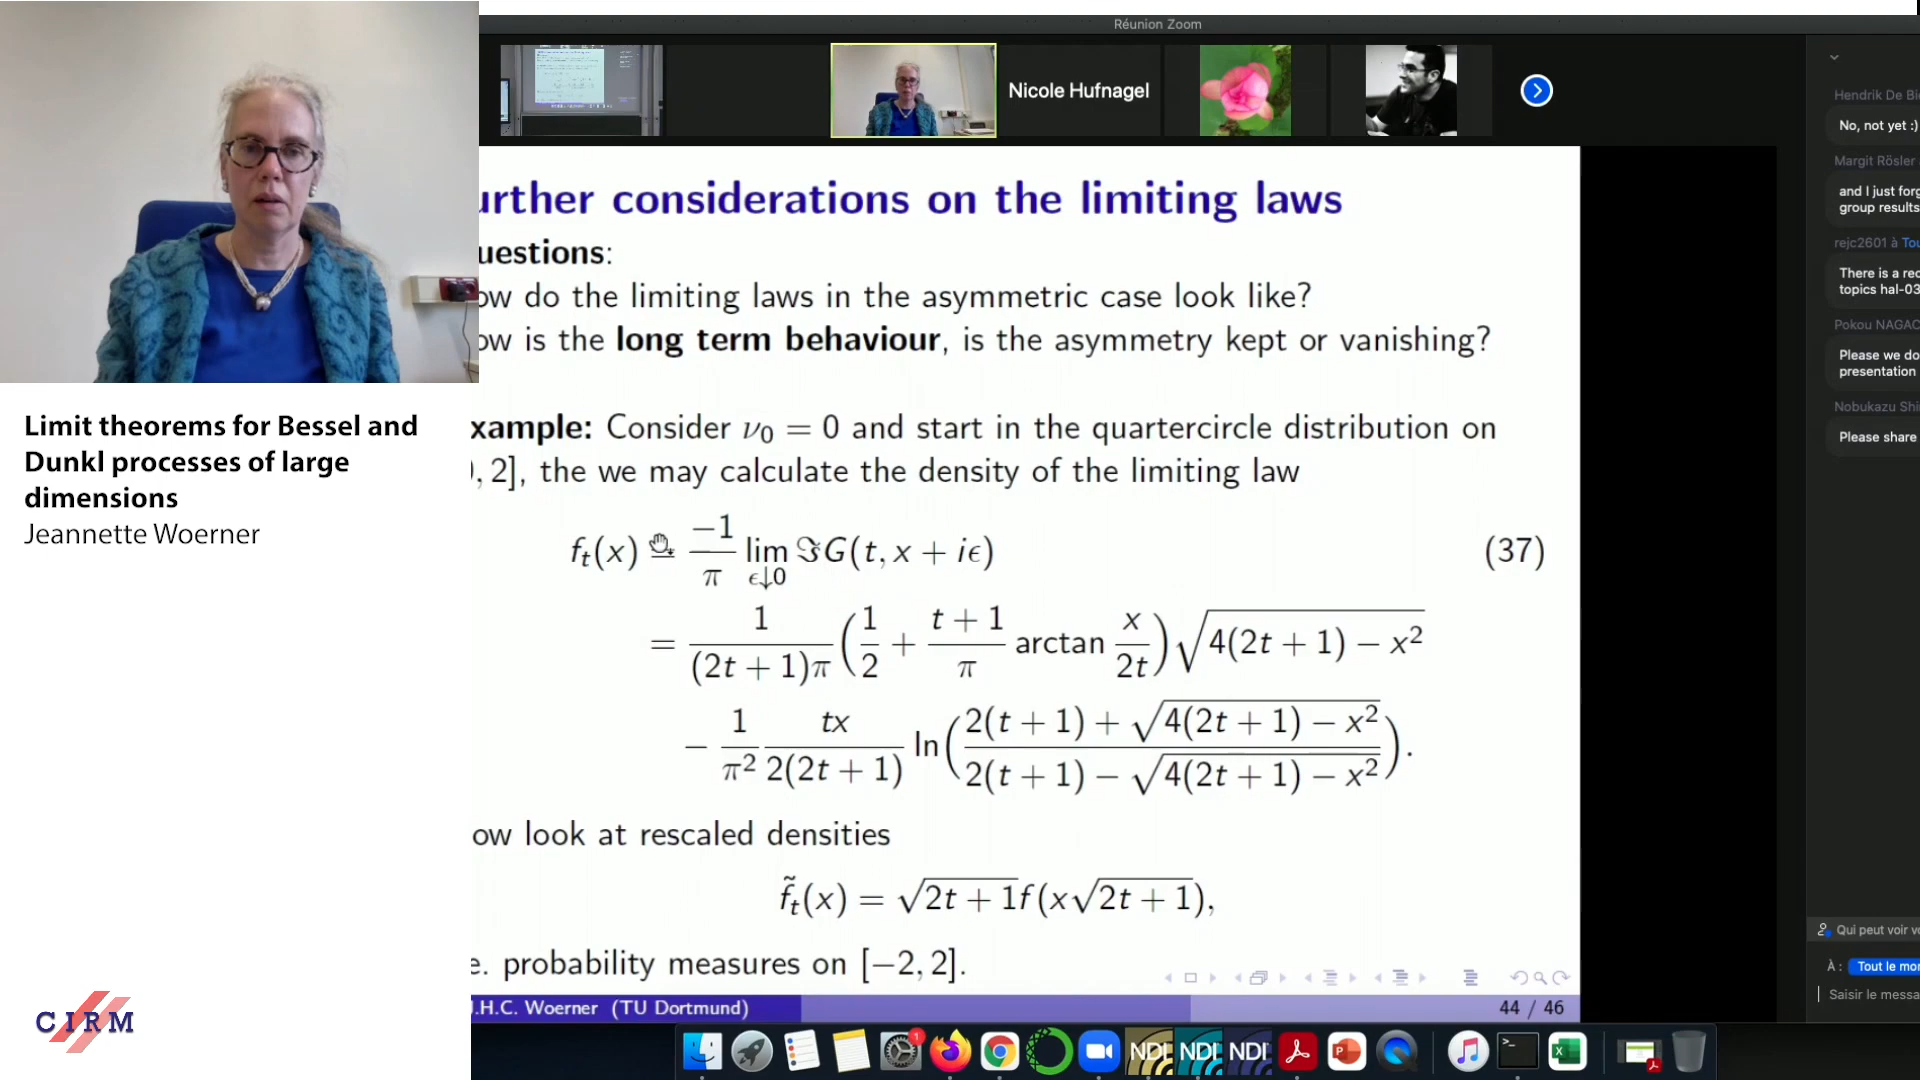 Réunion Zoom
Nicole Hufnagel
Limit theorems for Bessel and
Dunkl processes of large
dimensions
Jeannette Woerner
CIRM
urther considerations on the limiting laws
uestions:
ow do the limiting laws in the asymmetric case look like?
ow is the long term behaviour, is the asymmetry kept or vanishing?
xample: Consider ν₀ = 0 and start in the quartercircle distribution on
, 2], the we may calculate the density of the limiting law
fₜ(x) = −1/π lim_{ϵ↓0} ℑG(t, x + iϵ) (37)
= 1/((2t + 1)π) (1/2 + (t + 1)/π arctan x/2t) √(4(2t + 1) − x²)
− 1/π² tx/(2(2t + 1)) ln((2(t + 1) + √(4(2t + 1) − x²))/(2(t + 1) − √(4(2t + 1) − x²))).
ow look at rescaled densities
f̃ₜ(x) = √(2t + 1)f(x√(2t + 1)),
e. probability measures on [−2, 2].
.H.C. Woerner (TU Dortmund)
44 / 46
Hendrik De Bi
No, not yet :)
Margit Rösler
and I just forg
group results
rejc2601 à Tou
There is a rec
topics hal-03
Pokou NAGAC
Please we do
presentation
Nobukazu Shi
Please share
Qui peut voir vo
À : Tout le mon
Saisir le messa
1
NDI NDI NDI